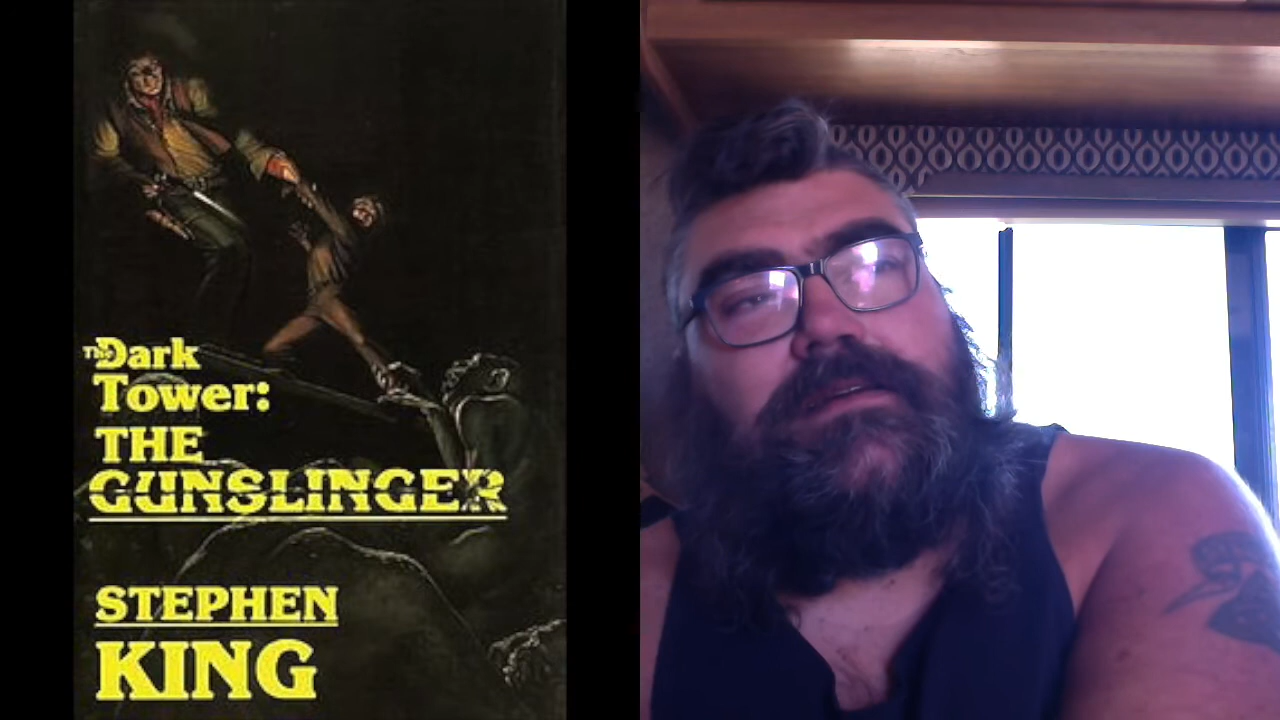 The Dark
Tower:
THE
GUNSLINGER
STEPHEN
KING